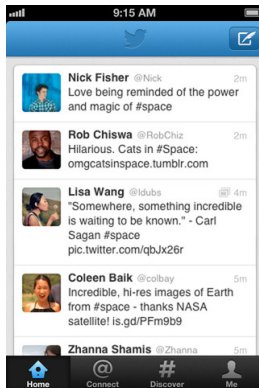 9:15 AM
Nick Fisher @Nick 2m
Love being reminded of the power
and magic of #space
Rob Chiswa @RobChiz 2m
Hilarious. Cats in #Space:
omgcatsinspace.tumblr.com
Lisa Wang @ldubs 4m
"Somewhere, something incredible
is waiting to be known." - Carl
Sagan #space
pic.twitter.com/qbJx26r
Coleen Baik @colbay 5m
Incredible, hi-res images of Earth
from #space - thanks NASA
satellite! is.gd/PFm9b9
Zhanna Shamis @Zhanna 5m
Home Connect Discover Me